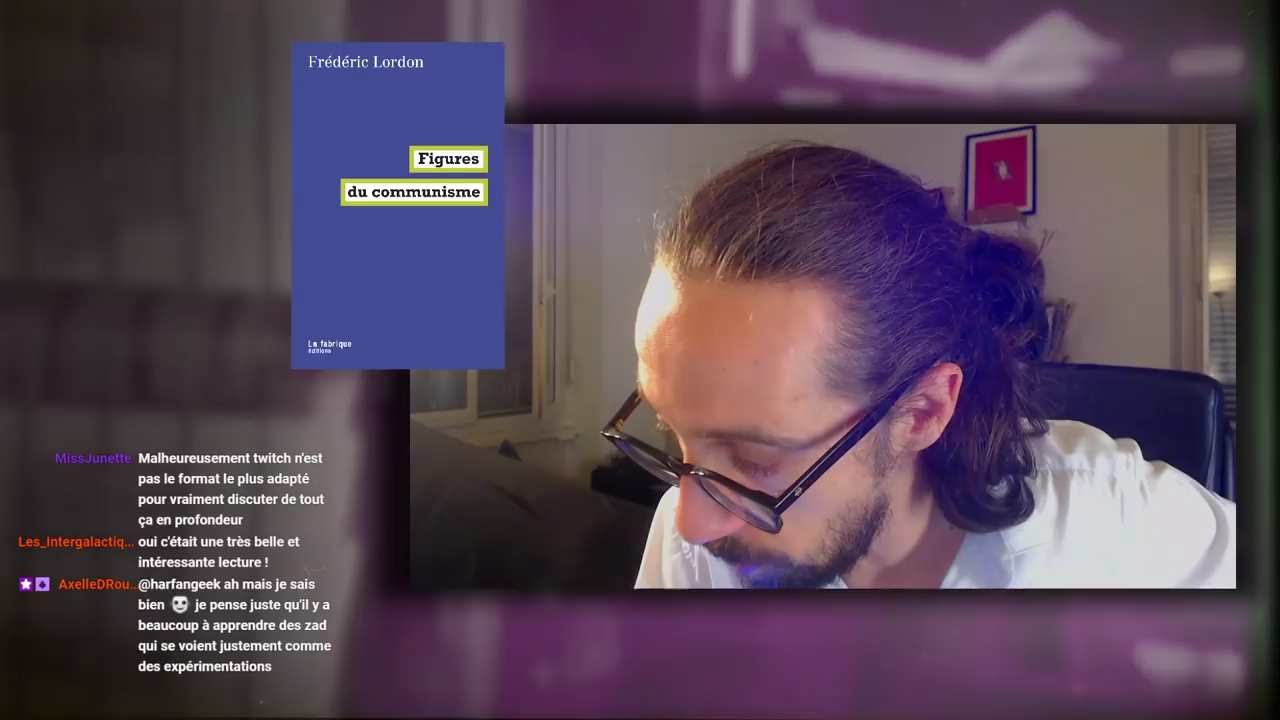 Frédéric Lordon
Figures
du communisme
La fabrique
éditions
MissJunette Malheureusement twitch n'est
pas le format le plus adapté
pour vraiment discuter de tout
ça en profondeur
Les_Intergalactiq... oui c'était une très belle et
intéressante lecture !
AxelleDRou... @harfangeek ah mais je sais
bien je pense juste qu'il y a
beaucoup à apprendre des zad
qui se voient justement comme
des expérimentations